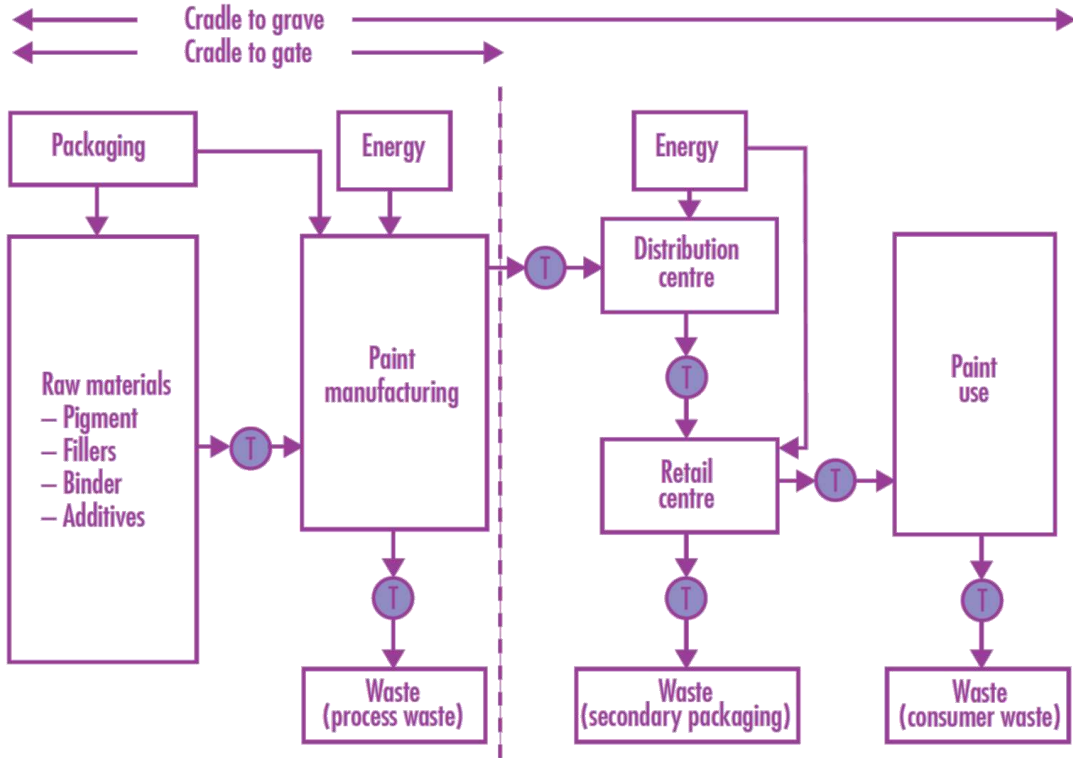 Cradle to grave
Cradle to gate
Packaging
Energy
Energy
Distribution
centre
T
Paint
manufacturing
T
Paint
use
Raw materials
– Pigment
– Fillers
– Binder
– Additives
T
Retail
centre
T
T
T
T
Waste
(process waste)
Waste
(secondary packaging)
Waste
(consumer waste)